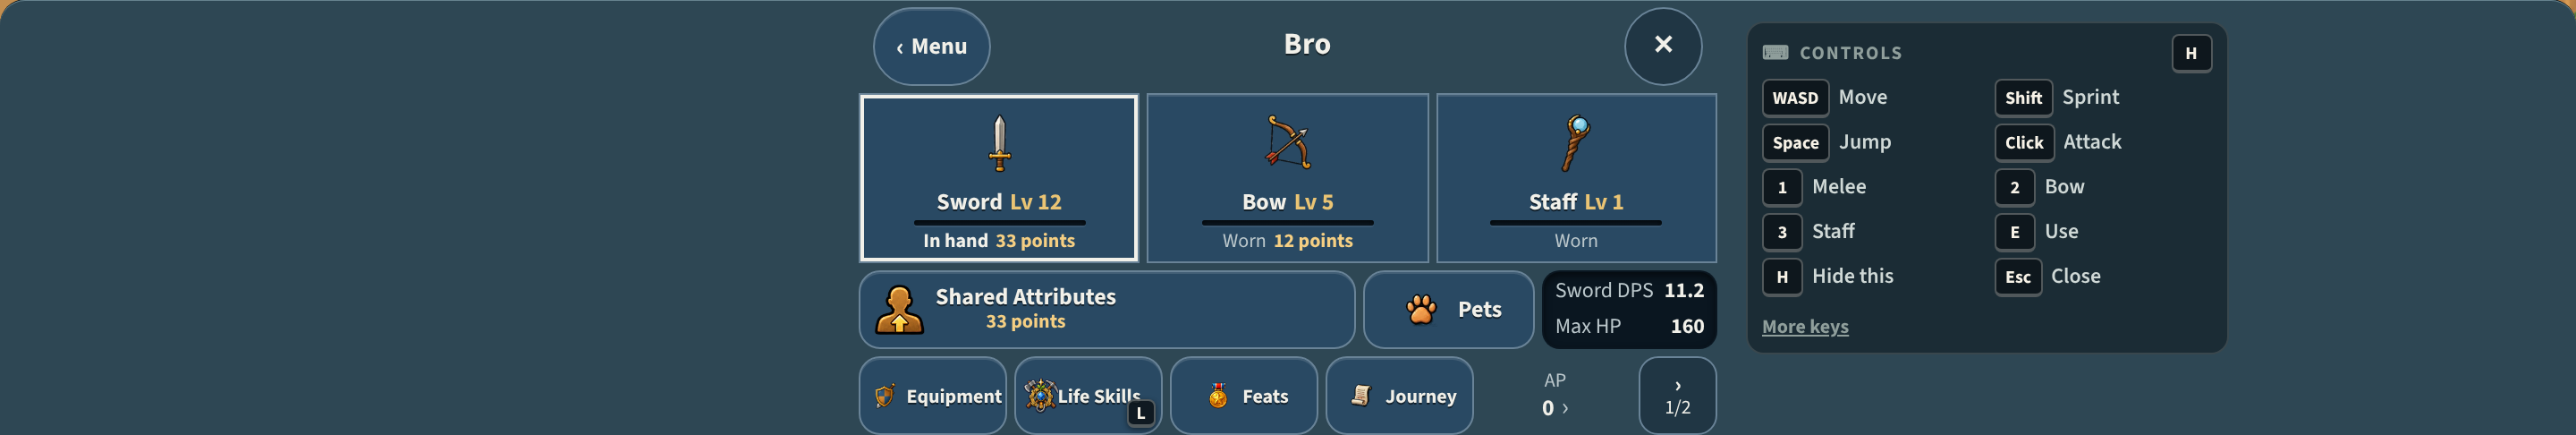 ‹ Menu
Bro
×
Sword Lv 12
In hand 33 points
Bow Lv 5
Worn 12 points
Staff Lv 1
Worn
Shared Attributes
33 points
Pets
Sword DPS 11.2
Max HP 160
Equipment
Life Skills
L
Feats
Journey
AP
0 ›
›
1/2
CONTROLS H
WASD Move
Shift Sprint
Space Jump
Click Attack
1 Melee
2 Bow
3 Staff
E Use
H Hide this
Esc Close
More keys